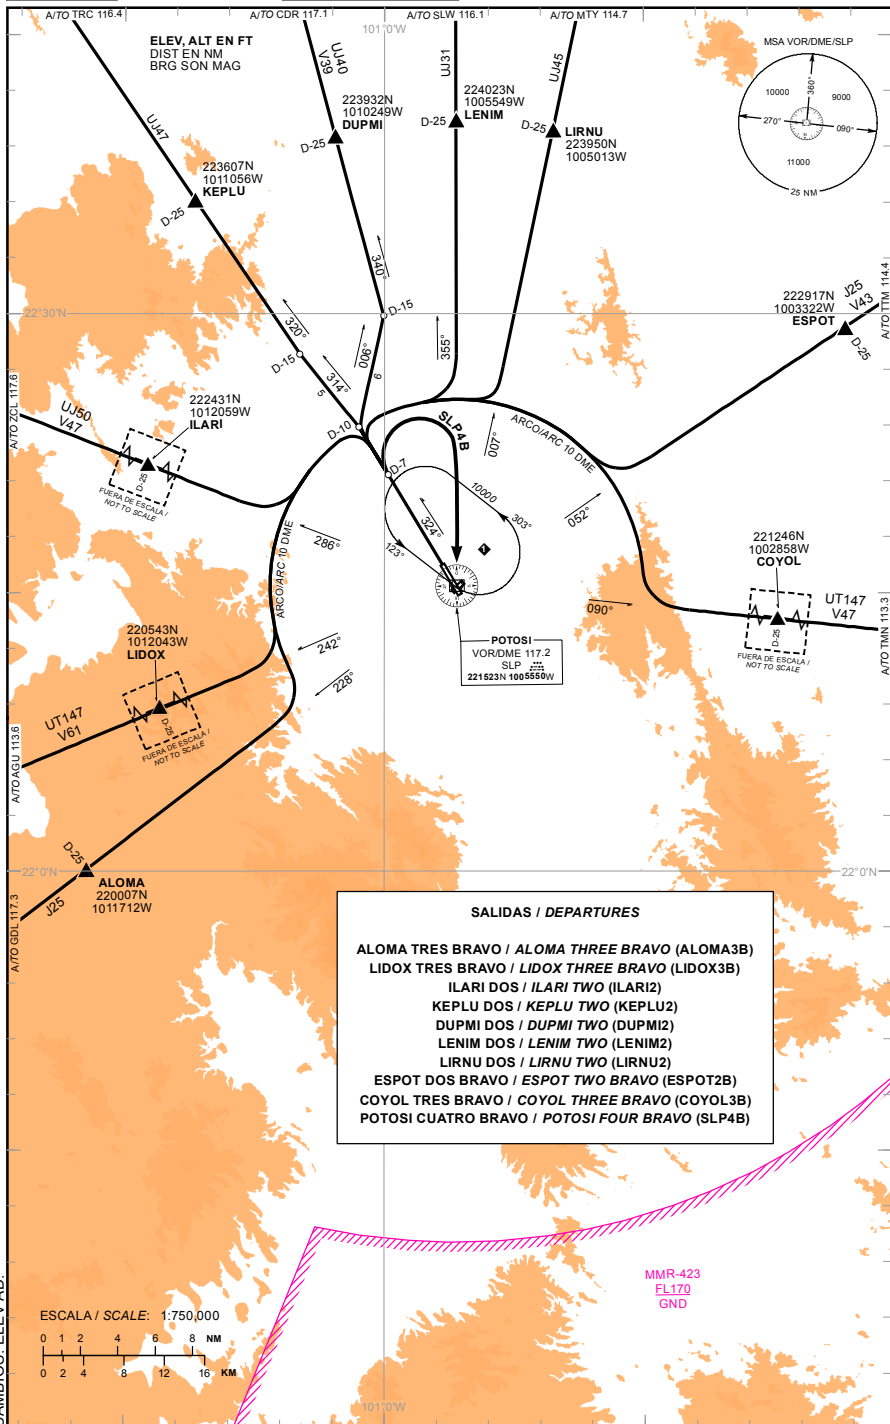 A/TO TRC 116.4
A/TO CDR 117.1
101°0'W
A/TO SLW 116.1
A/TO MTY 114.7
ELEV, ALT EN FT
DIST EN NM
BRG SON MAG
MSA VOR/DME/SLP
10000
9000
11000
360°
270°
090°
25 NM
UJ47
UJ40
V39
UJ31
UJ45
223932N
1010249W
DUPMI
D-25
224023N
1005549W
LENIM
D-25
LIRNU
223950N
1005013W
D-25
223607N
1011056W
KEPLU
D-25
222917N
1003322W
ESPOT
D-25
J25
V43
A/TO TTM 114.4
22°30'N
340°
D-15
320°
D-15
006°
6
355°
314°
5
D-10
D-7
SLP4B
007°
ARCO/ARC 10 DME
052°
A/TO ZCL 117.6
UJ50
V47
222431N
1012059W
ILARI
D-25
FUERA DE ESCALA /
NOT TO SCALE
286°
ARCO/ARC 10 DME
10000
303°
123°
324°
1
090°
221246N
1002858W
COYOL
D-25
FUERA DE ESCALA /
NOT TO SCALE
UT147
V47
A/TO TMN 113.3
POTOSI
VOR/DME 117.2
SLP
221523N 1005550W
220543N
1012043W
LIDOX
D-25
FUERA DE ESCALA /
NOT TO SCALE
242°
228°
UT147
V61
A/TO AGU 113.6
22°0'N
22°0'N
D-25
ALOMA
220007N
1011712W
J25
A/TO GDL 117.3
SALIDAS / DEPARTURES
ALOMA TRES BRAVO / ALOMA THREE BRAVO (ALOMA3B)
LIDOX TRES BRAVO / LIDOX THREE BRAVO (LIDOX3B)
ILARI DOS / ILARI TWO (ILARI2)
KEPLU DOS / KEPLU TWO (KEPLU2)
DUPMI DOS / DUPMI TWO (DUPMI2)
LENIM DOS / LENIM TWO (LENIM2)
LIRNU DOS / LIRNU TWO (LIRNU2)
ESPOT DOS BRAVO / ESPOT TWO BRAVO (ESPOT2B)
COYOL TRES BRAVO / COYOL THREE BRAVO (COYOL3B)
POTOSI CUATRO BRAVO / POTOSI FOUR BRAVO (SLP4B)
MMR-423
FL170
GND
ESCALA / SCALE: 1:750,000
0 1 2 4 6 8 NM
0 2 4 8 12 16 KM
101°0'W